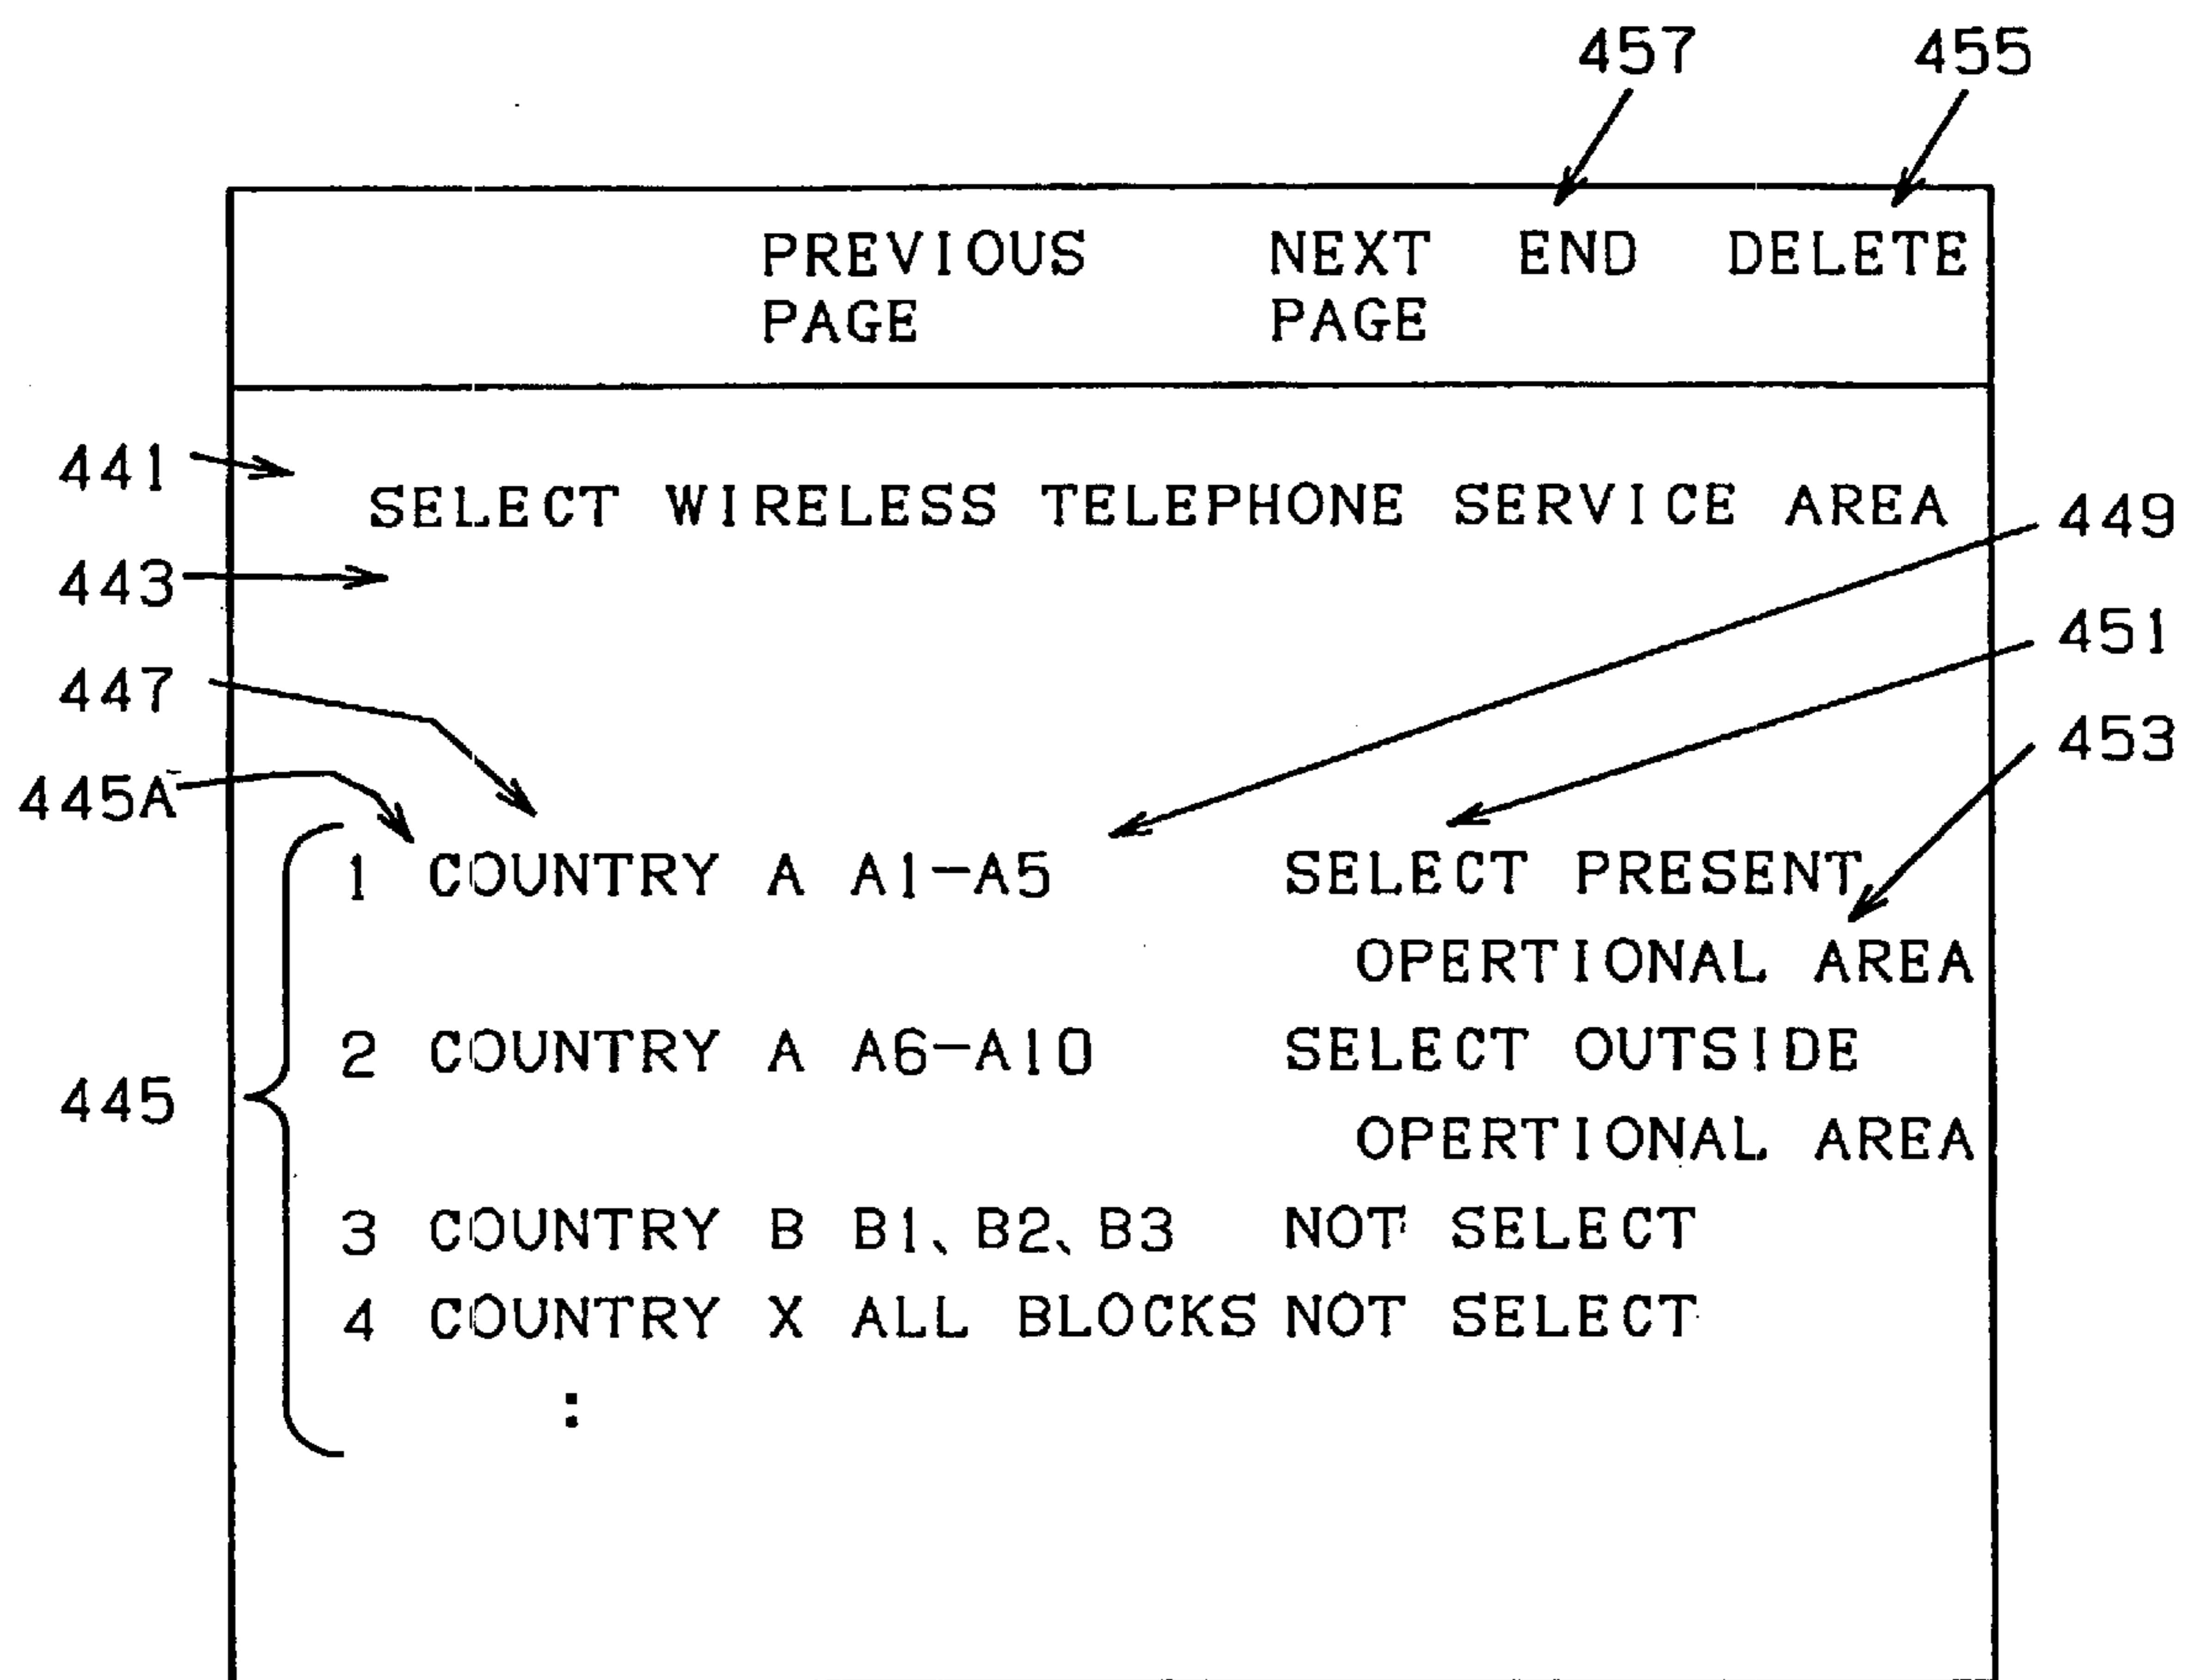 457 455
PREVIOUS NEXT END DELETE
PAGE PAGE
441
SELECT WIRELESS TELEPHONE SERVICE AREA
449
443
451
447
453
445A
1 COUNTRY A A1-A5 SELECT PRESENT
OPERTIONAL AREA
2 COUNTRY A A6-A10 SELECT OUTSIDE
445
OPERTIONAL AREA
3 COUNTRY B B1、B2、B3 NOT SELECT
4 COUNTRY X ALL BLOCKS NOT SELECT
: